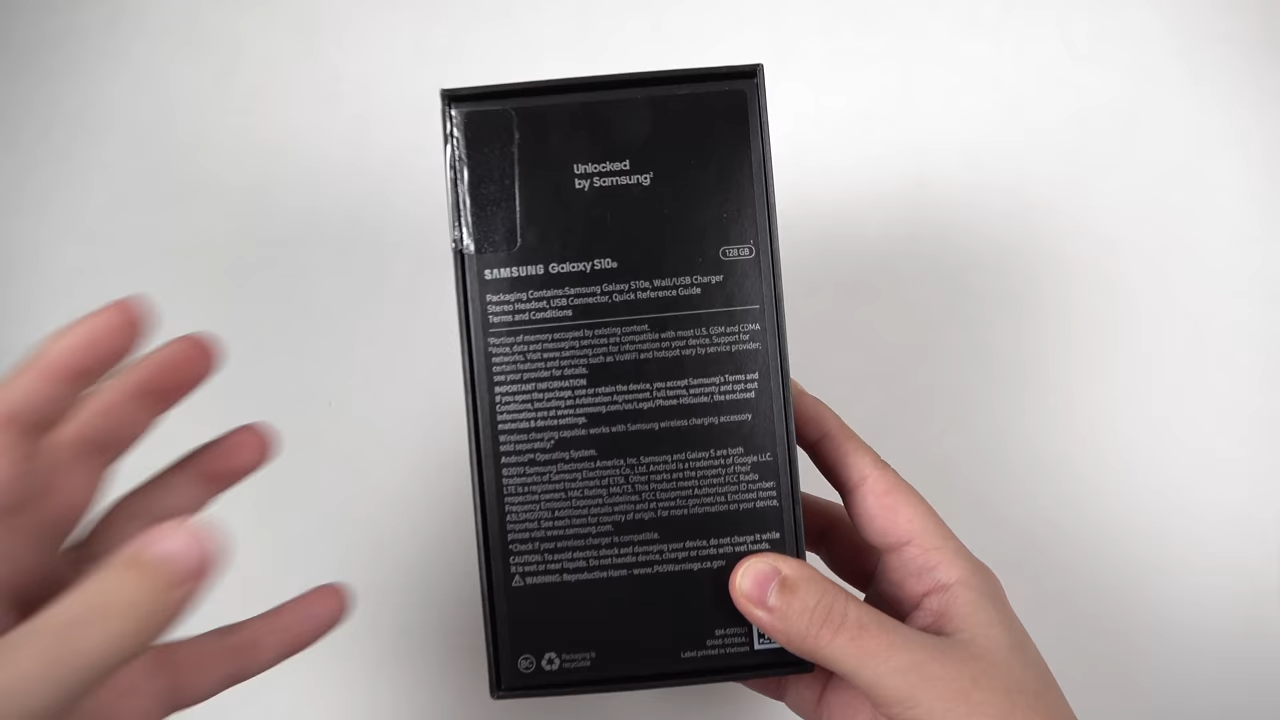 Unlocked
by Samsung²
128 GB¹
SAMSUNG Galaxy S10e
Packaging Contains:Samsung Galaxy S10e, Wall/USB Charger
Stereo Headset, USB Connector, Quick Reference Guide
Terms and Conditions
¹Portion of memory occupied by existing content.
²Voice, data and messaging services are compatible with most U.S. GSM and CDMA
networks. Visit www.samsung.com for information on your device. Support for
certain features and services such as VoWiFi and hotspot vary by service provider;
see your provider for details.
IMPORTANT INFORMATION
If you open the package, use or retain the device, you accept Samsung's Terms and
Conditions, including an Arbitration Agreement. Full terms, warranty and opt-out
information are at www.samsung.com/us/Legal/Phone-HSGuide/, the enclosed
materials & device settings.
Wireless charging capable: works with Samsung wireless charging accessory
sold separately.*
Android™ Operating System.
©2019 Samsung Electronics America, Inc. Samsung and Galaxy S are both
trademarks of Samsung Electronics Co., Ltd. Android is a trademark of Google LLC.
LTE is a registered trademark of ETSI. Other marks are the property of their
respective owners. HAC Rating: M4/T3. This Product meets current FCC Radio
Frequency Emission Exposure Guidelines. FCC Equipment Authorization ID number:
A3LSMG970U. Additional details within and at www.fcc.gov/oet/ea. Enclosed items
imported. See each item for country of origin. For more information on your device,
please visit www.samsung.com.
*Check if your wireless charger is compatible.
CAUTION: To avoid electric shock and damaging your device, do not charge it while
it is wet or near liquids. Do not handle device, charger or cords with wet hands.
WARNING: Reproductive Harm - www.P65Warnings.ca.gov
SM-G970U1
Label printed in Vietnam
BC
Packaging is
recyclable